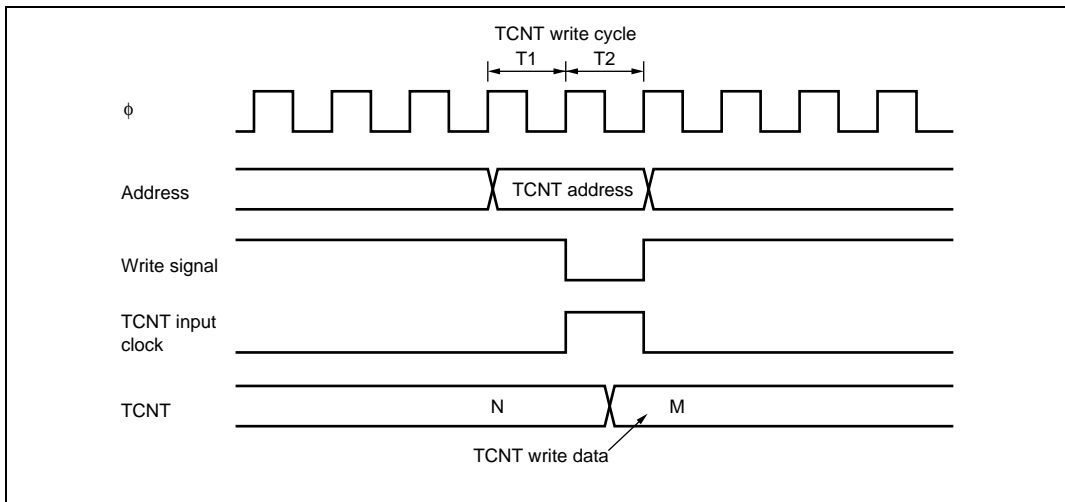 TCNT write cycle
T1 T2
ϕ
Address
TCNT address
Write signal
TCNT input
clock
TCNT
N M
TCNT write data